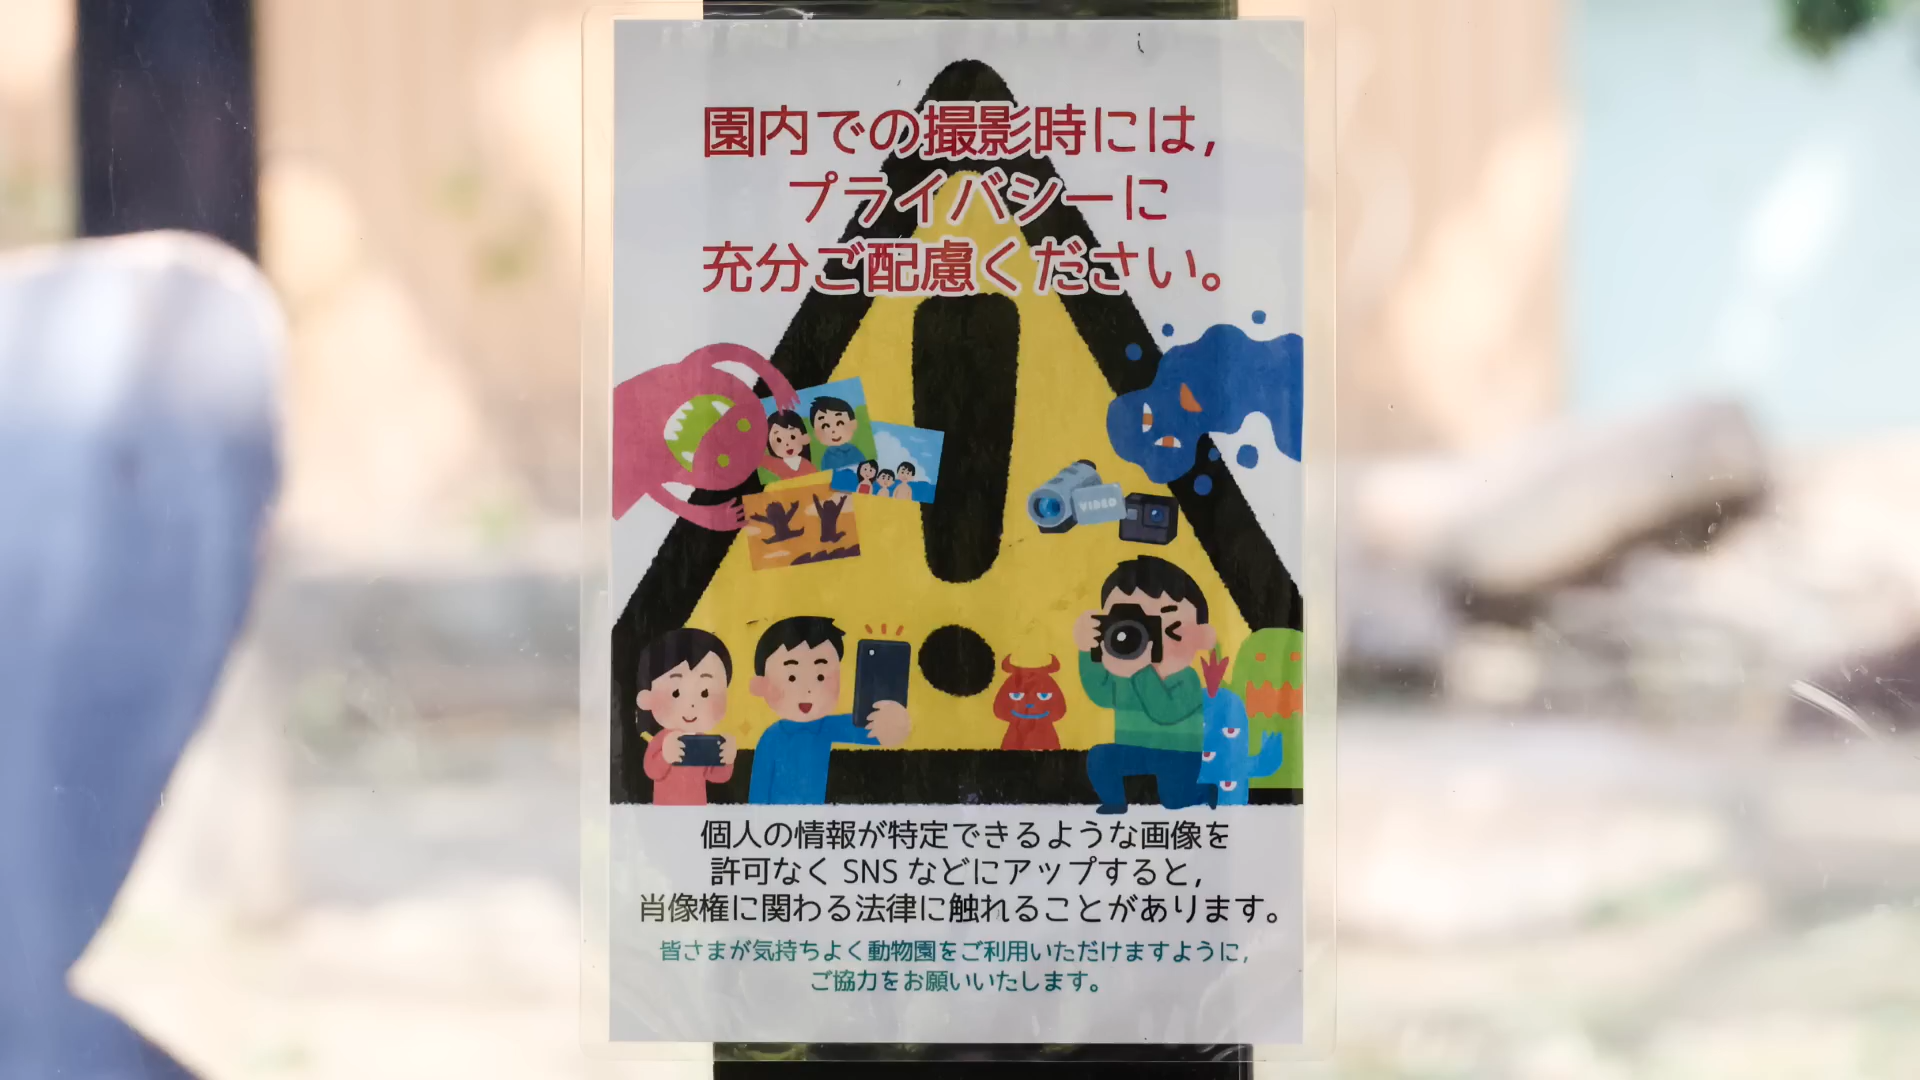 園内での撮影時には,
プライバシーに
充分ご配慮ください。
VIDEO
個人の情報が特定できるような画像を
許可なく SNS などにアップすると,
肖像権に関わる法律に触れることがあります。
皆さまが気持ちよく動物園をご利用いただけますように,
ご協力をお願いいたします。